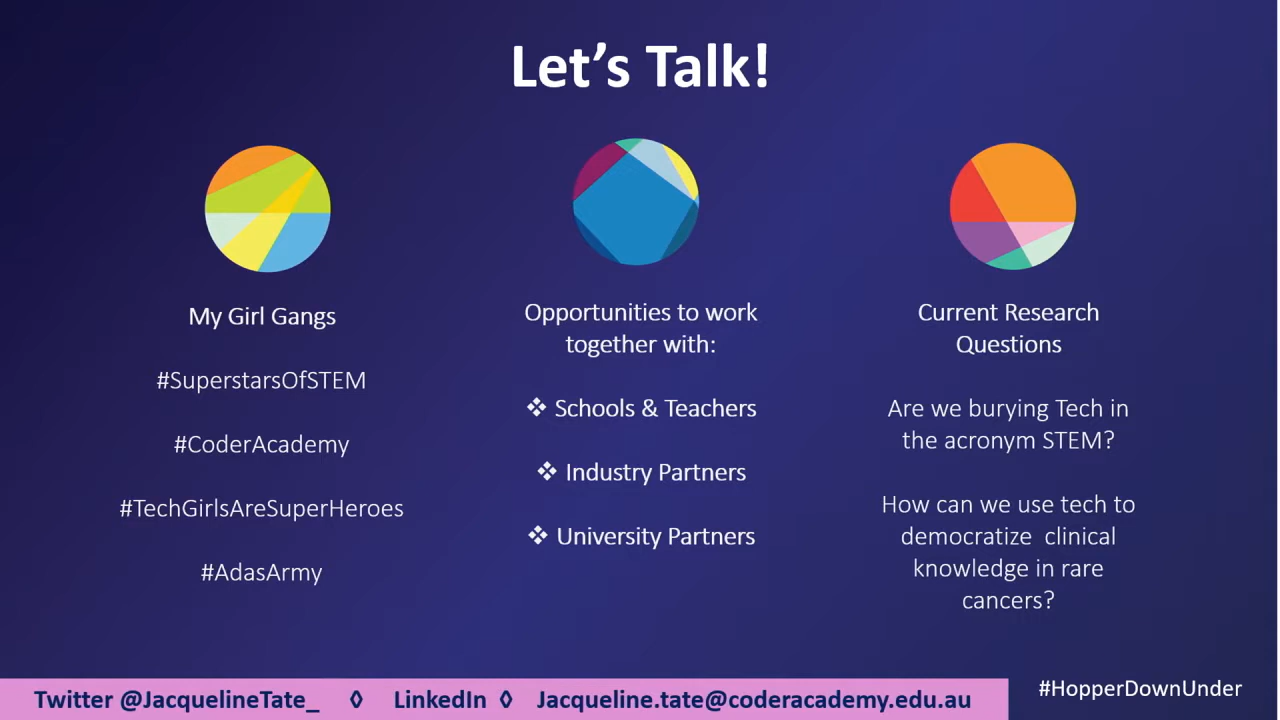 Let’s Talk!
My Girl Gangs
#SuperstarsOfSTEM
#CoderAcademy
#TechGirlsAreSuperHeroes
#AdasArmy
Opportunities to work
together with:
❖ Schools & Teachers
❖ Industry Partners
❖ University Partners
Current Research
Questions
Are we burying Tech in
the acronym STEM?
How can we use tech to
democratize clinical
knowledge in rare
cancers?
Twitter @JacquelineTate_ ◊ LinkedIn ◊ Jacqueline.tate@coderacademy.edu.au
#HopperDownUnder